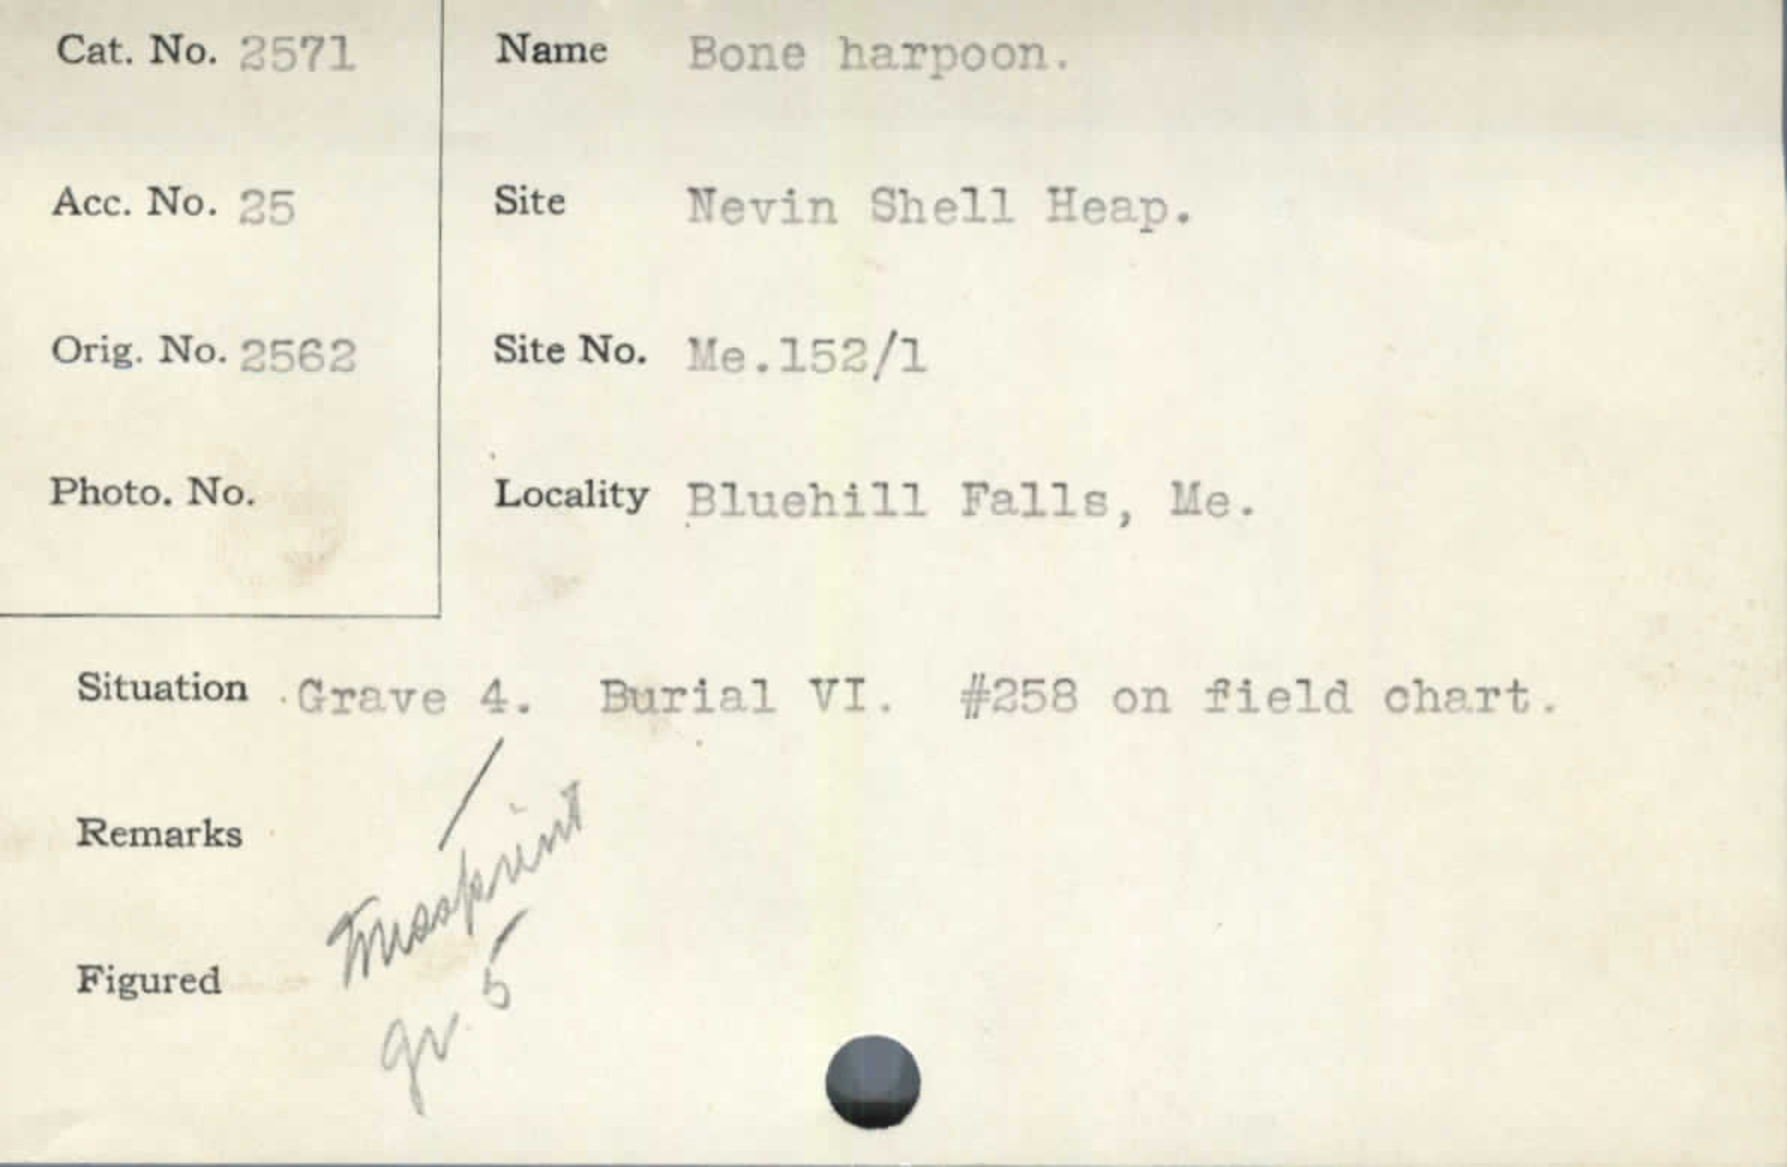 Cat. No. 2571
Name Bone harpoon.
Acc. No. 25
Site Nevin Shell Heap.
Orig. No. 2562
Site No. Me.152/1
Photo. No.
Locality Bluehill Falls, Me.
Situation Grave 4. Burial VI. #258 on field chart.
Remarks
Missprint
gr. 5
Figured